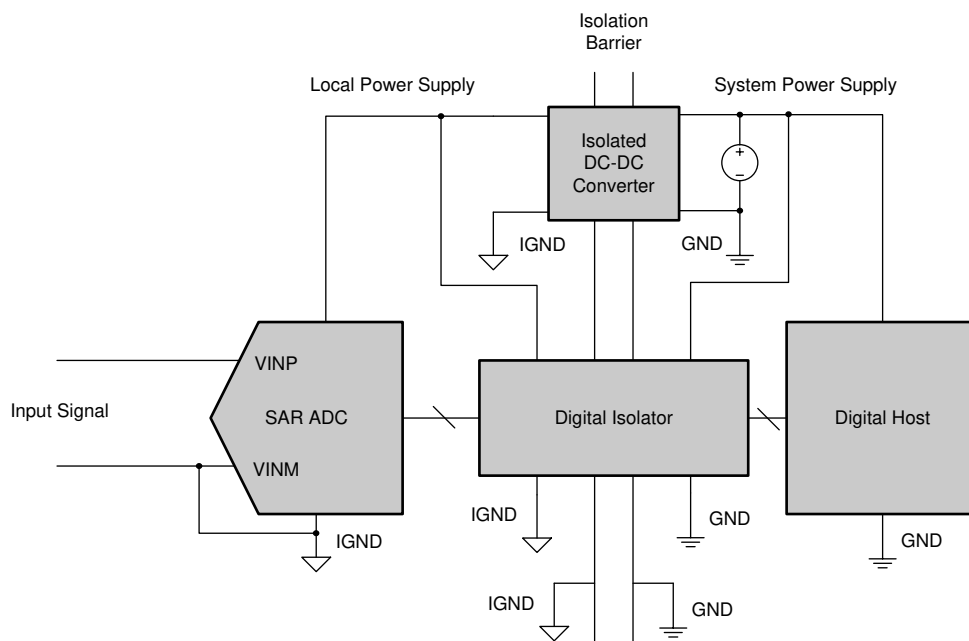 Isolation
Barrier
Local Power Supply
System Power Supply
Isolated
DC-DC
Converter
+
−
IGND
GND
VINP
Input Signal
SAR ADC
Digital Isolator
Digital Host
VINM
IGND
IGND
GND
GND
IGND
GND